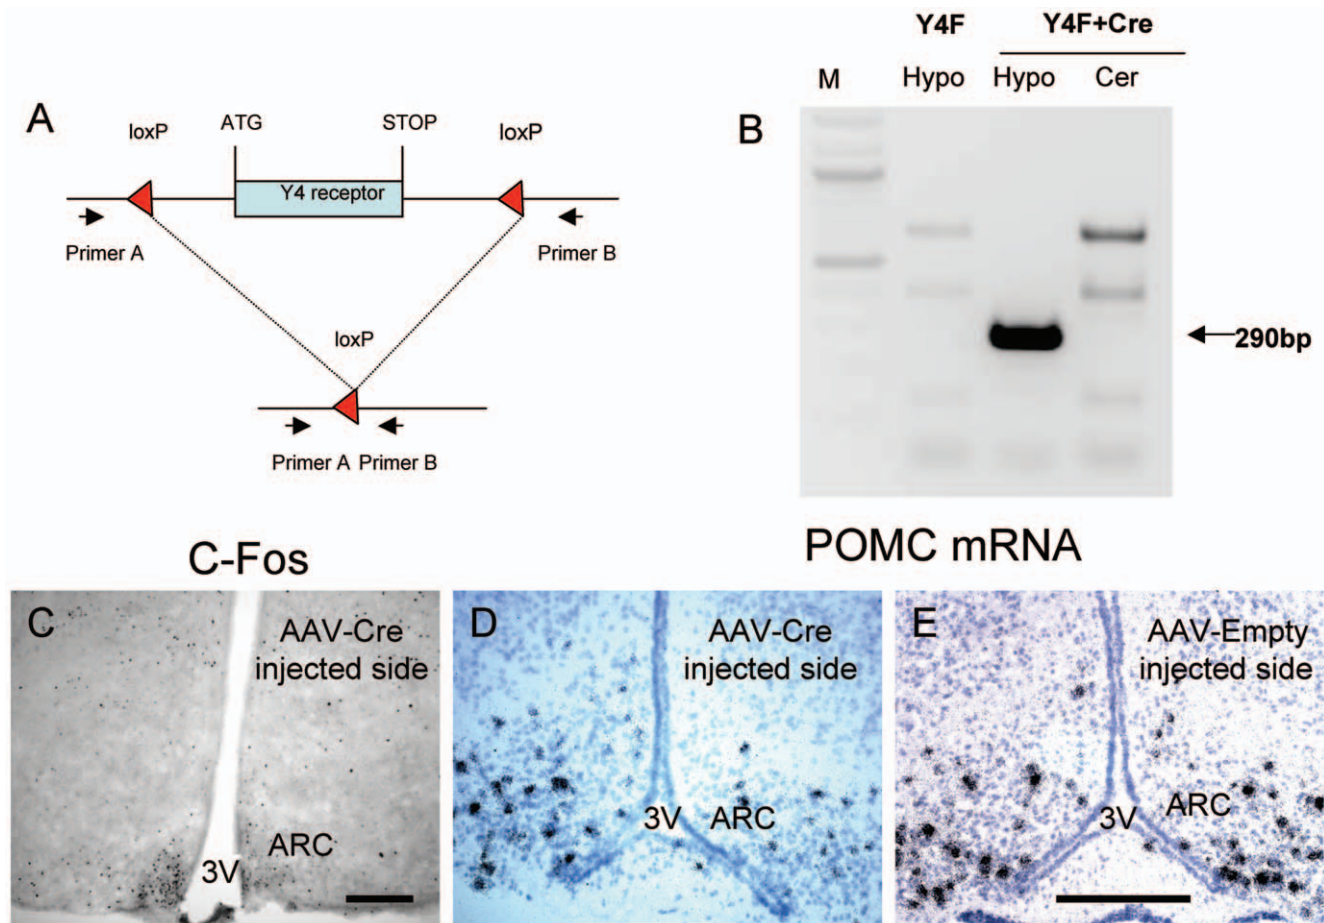 A
loxP
ATG
STOP
loxP
Y4 receptor
Primer A
Primer B
loxP
Primer A Primer B
B
Y4F
Y4F+Cre
M
Hypo
Hypo
Cer
290bp
C-Fos
POMC mRNA
C
AAV-Cre
injected side
3V
ARC
D
AAV-Cre
injected side
3V
ARC
E
AAV-Empty
injected side
3V
ARC